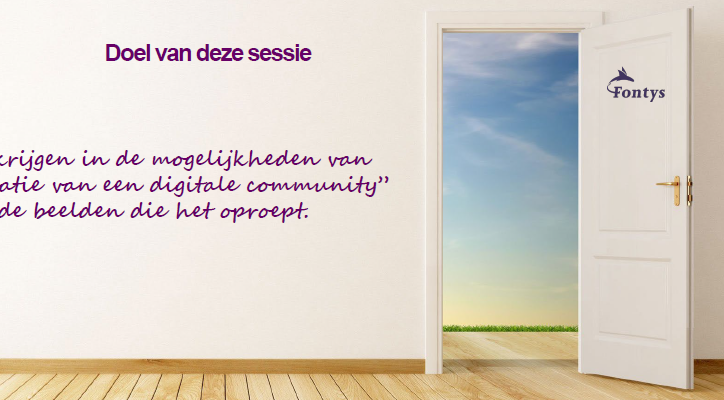 Doel van deze sessie
krijgen in de mogelijkheden van
atie van een digitale community”
de beelden die het oproept.
Fontys